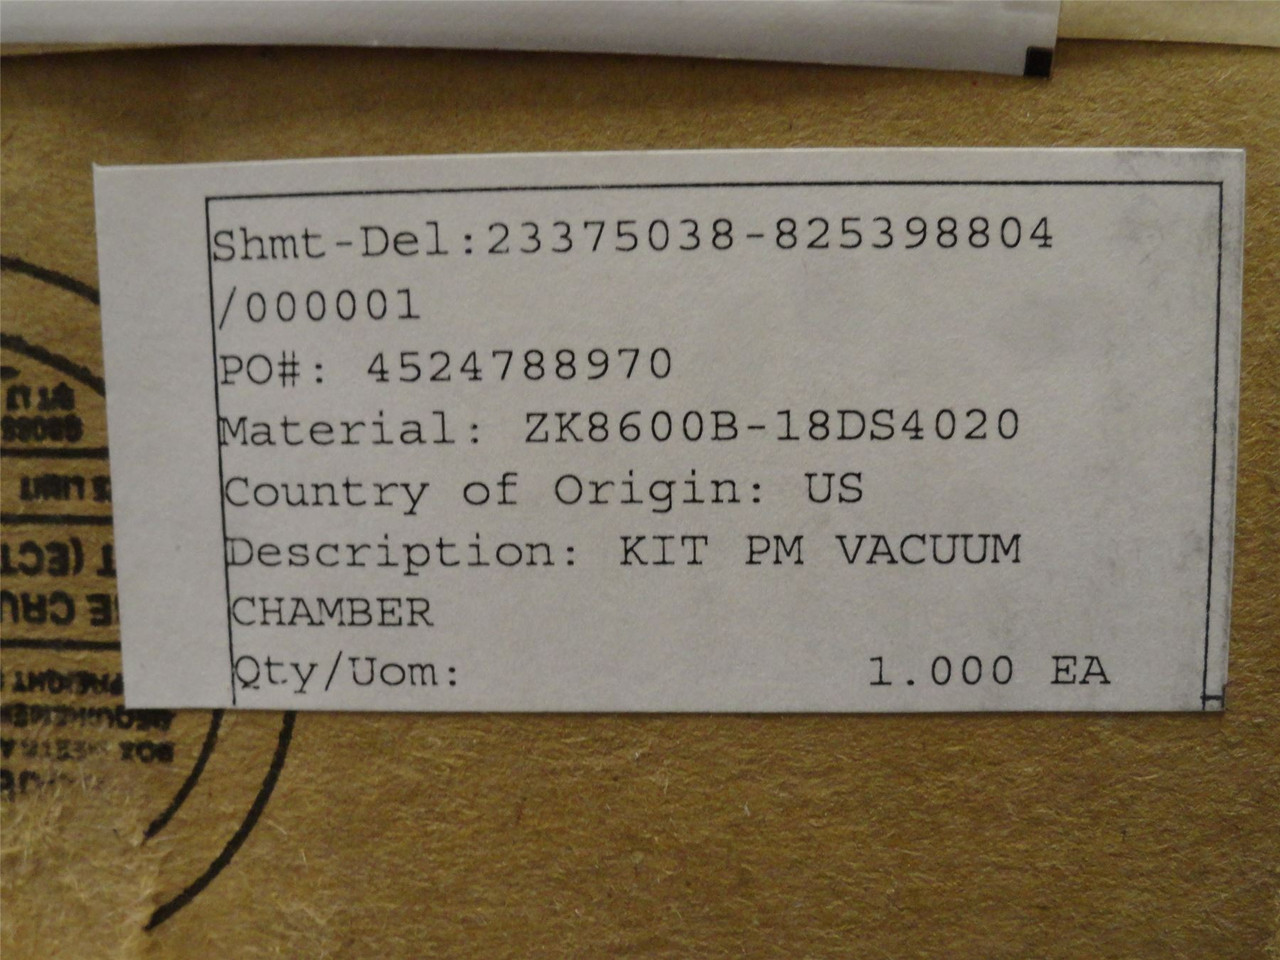 Shmt-Del:23375038-825398804
/000001
PO#: 4524788970
Material: ZK8600B-18DS4020
Country of Origin: US
Description: KIT PM VACUUM
CHAMBER
Qty/Uom: 1.000 EA